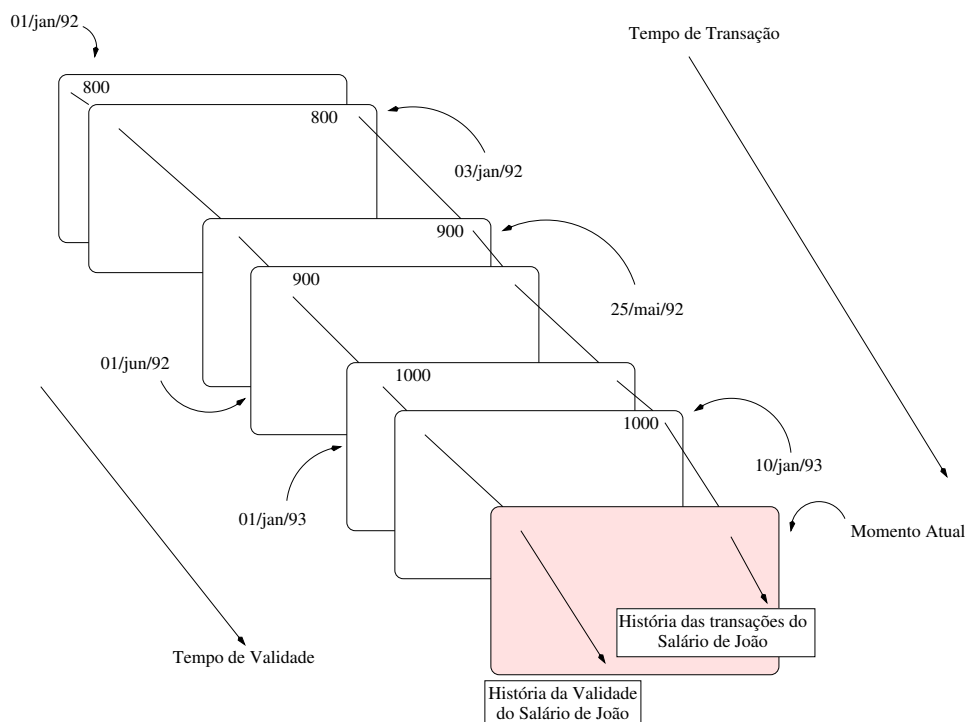 01/jan/92
Tempo de Transação
800
800
03/jan/92
900
900
25/mai/92
01/jun/92
1000
1000
10/jan/93
01/jan/93
Momento Atual
História das transações do
Salário de João
Tempo de Validade
História da Validade
do Salário de João